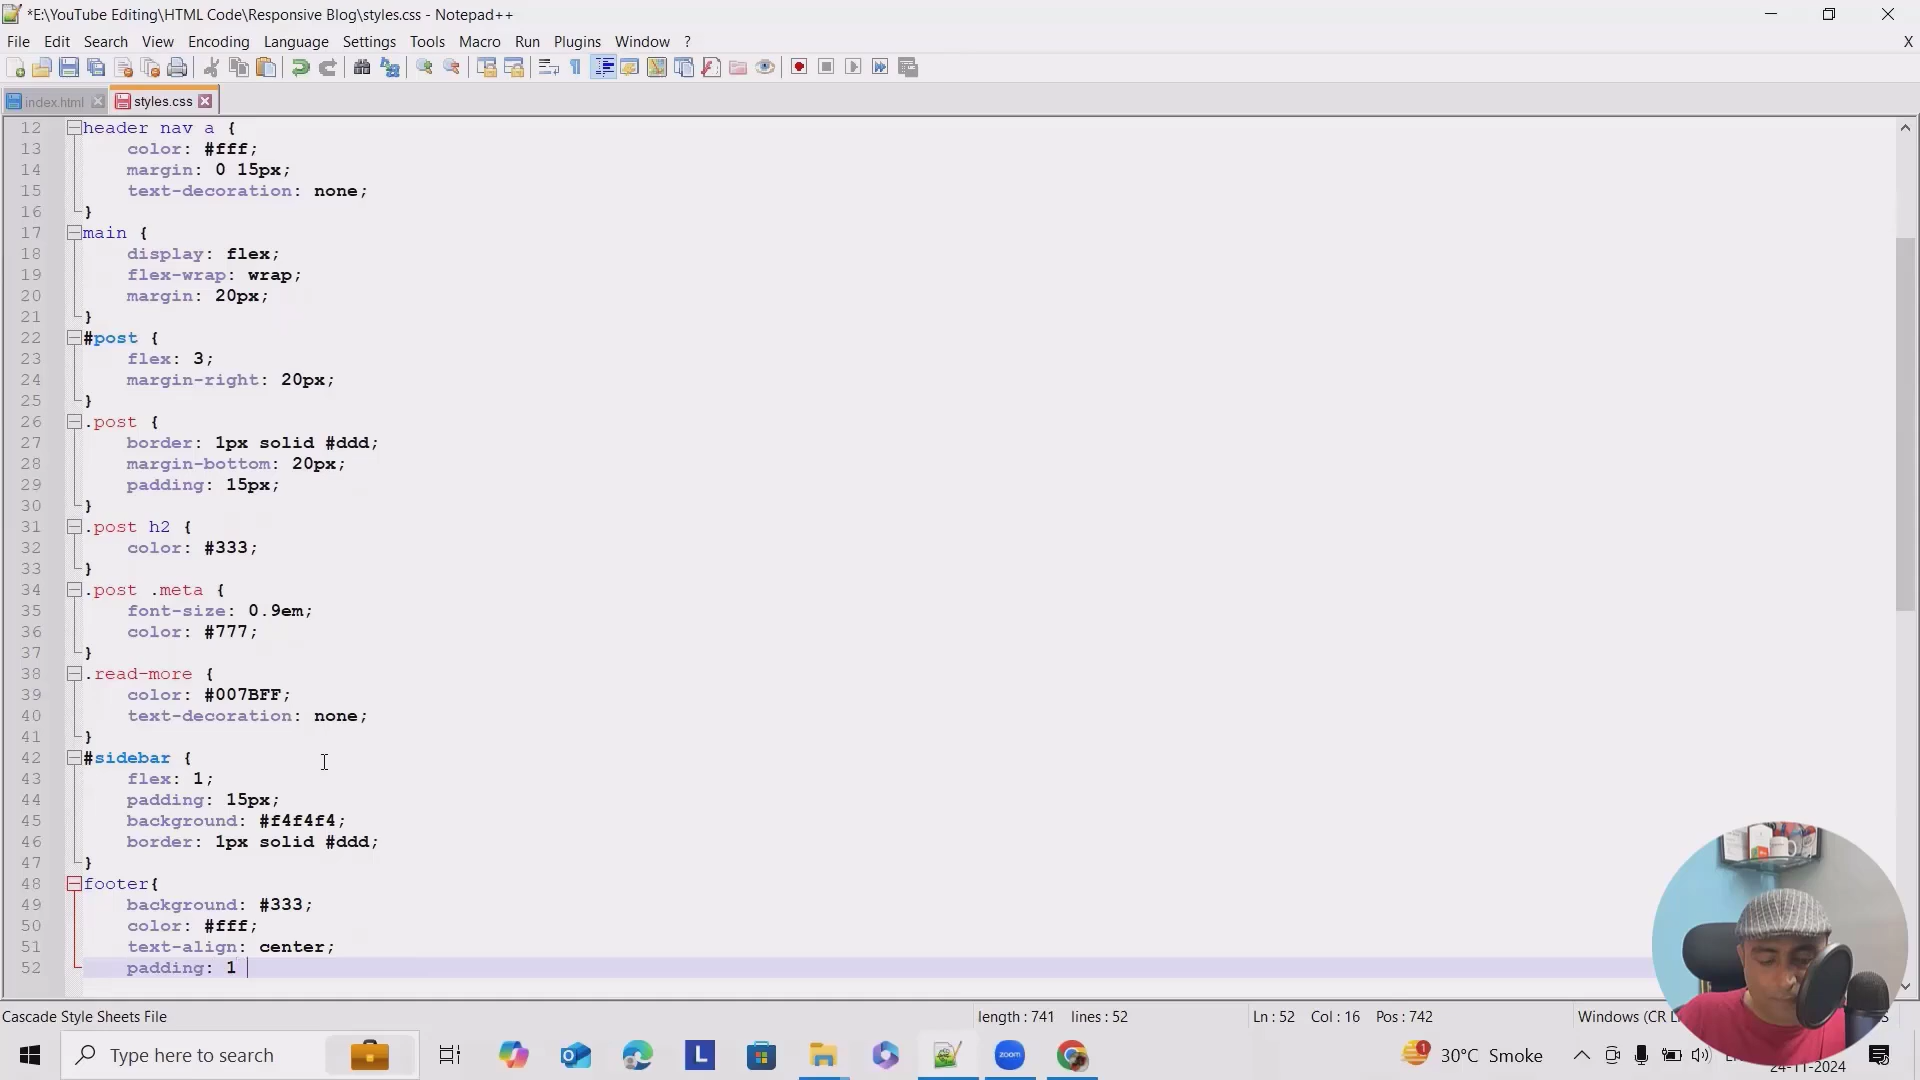 *E:\YouTube Editing\HTML Code\Responsive Blog\styles.css - Notepad++
File Edit Search View Encoding Language Settings Tools Macro Run Plugins Window ? X
index.html styles.css
12 header nav a {
13 color: #fff;
14 margin: 0 15px;
15 text-decoration: none;
16 }
17 main {
18 display: flex;
19 flex-wrap: wrap;
20 margin: 20px;
21 }
22 #post {
23 flex: 3;
24 margin-right: 20px;
25 }
26 .post {
27 border: 1px solid #ddd;
28 margin-bottom: 20px;
29 padding: 15px;
30 }
31 .post h2 {
32 color: #333;
33 }
34 .post .meta {
35 font-size: 0.9em;
36 color: #777;
37 }
38 .read-more {
39 color: #007BFF;
40 text-decoration: none;
41 }
42 #sidebar {
43 flex: 1;
44 padding: 15px;
45 background: #f4f4f4;
46 border: 1px solid #ddd;
47 }
48 footer{
49 background: #333;
50 color: #fff;
51 text-align: center;
52 padding: 1
Cascade Style Sheets File length : 741 lines : 52 Ln : 52 Col : 16 Pos : 742 Windows (CR
Type here to search L zoom 1 30°C Smoke
24-11-2024